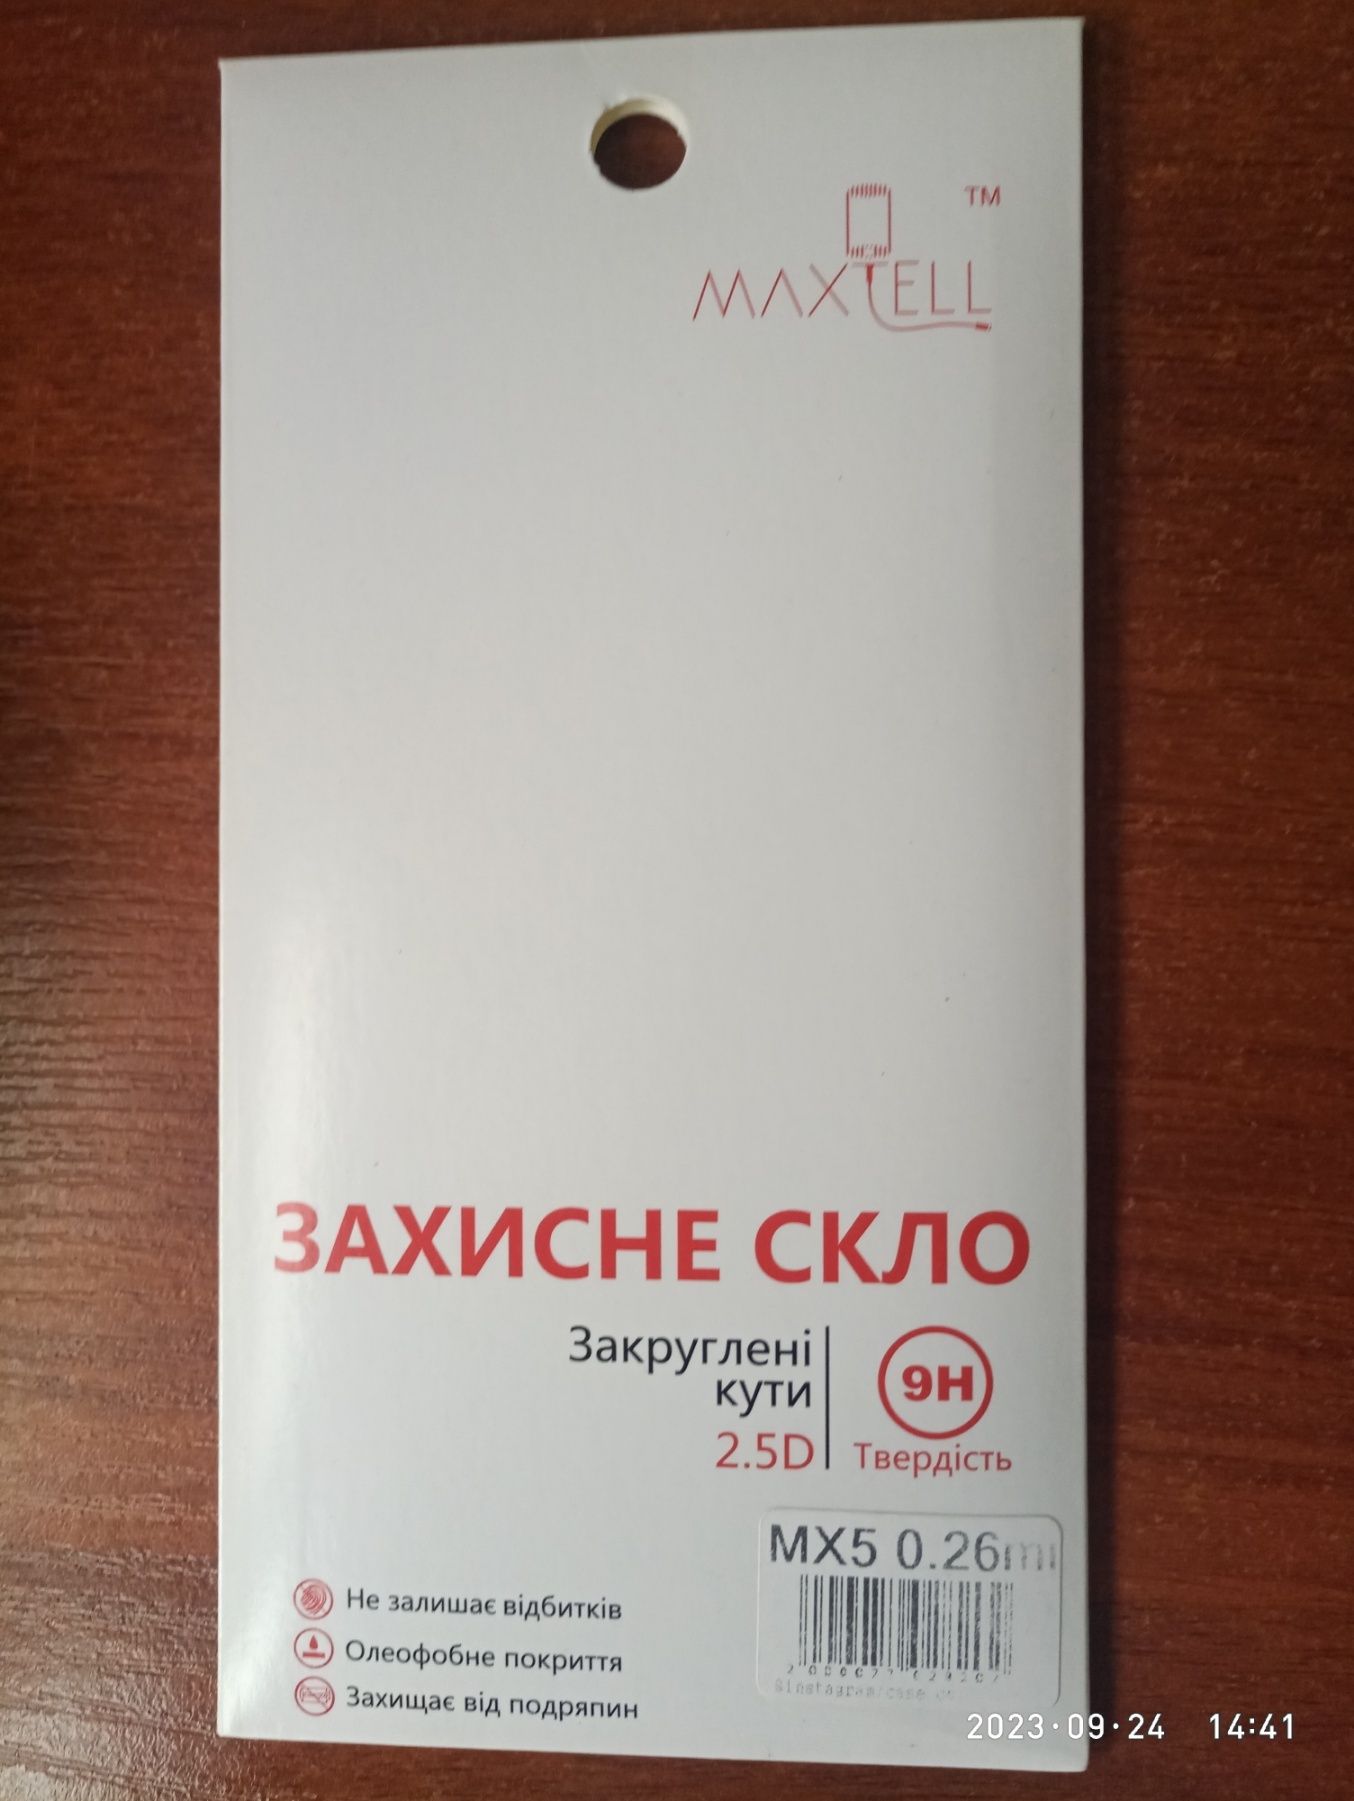 TM
MAXTELL
ЗАХИСНЕ СКЛО
Закруглені
кути
2.5D
9H
Твердість
MX5 0.26mm
Не залишає відбитків
Олеофобне покриття
Захищає від подряпин
2023·09·24 14:41